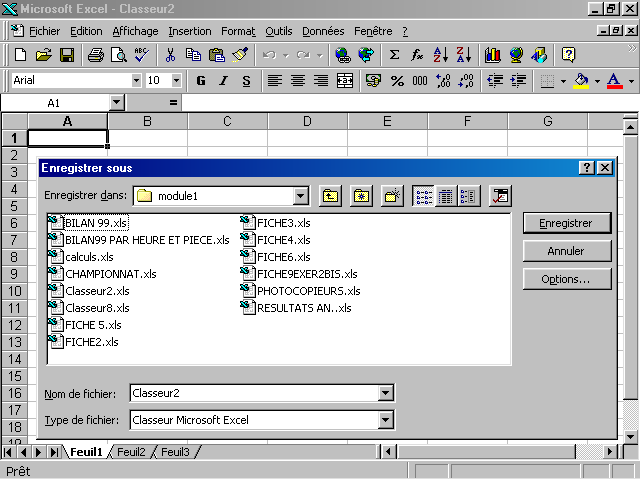 Microsoft Excel - Classeur2
Fichier Edition Affichage Insertion Format Outils Données Fenêtre ?
Arial 10 G I S % 000
A1 =
A B C D E F G
1
2
3
4
5
6
7
8
9
10
11
12
13
14
15
16
17
18
19
Enregistrer sous
Enregistrer dans: module1
BILAN 99.xls
BILAN99 PAR HEURE ET PIECE.xls
calculs.xls
CHAMPIONNAT.xls
Classeur2.xls
Classeur8.xls
FICHE 5.xls
FICHE2.xls
FICHE3.xls
FICHE4.xls
FICHE6.xls
FICHE9EXER2BIS.xls
PHOTOCOPIEURS.xls
RESULTATS AN..xls
Enregistrer
Annuler
Options...
Nom de fichier: Classeur2
Type de fichier: Classeur Microsoft Excel
Feuil1 Feuil2 Feuil3
Prêt